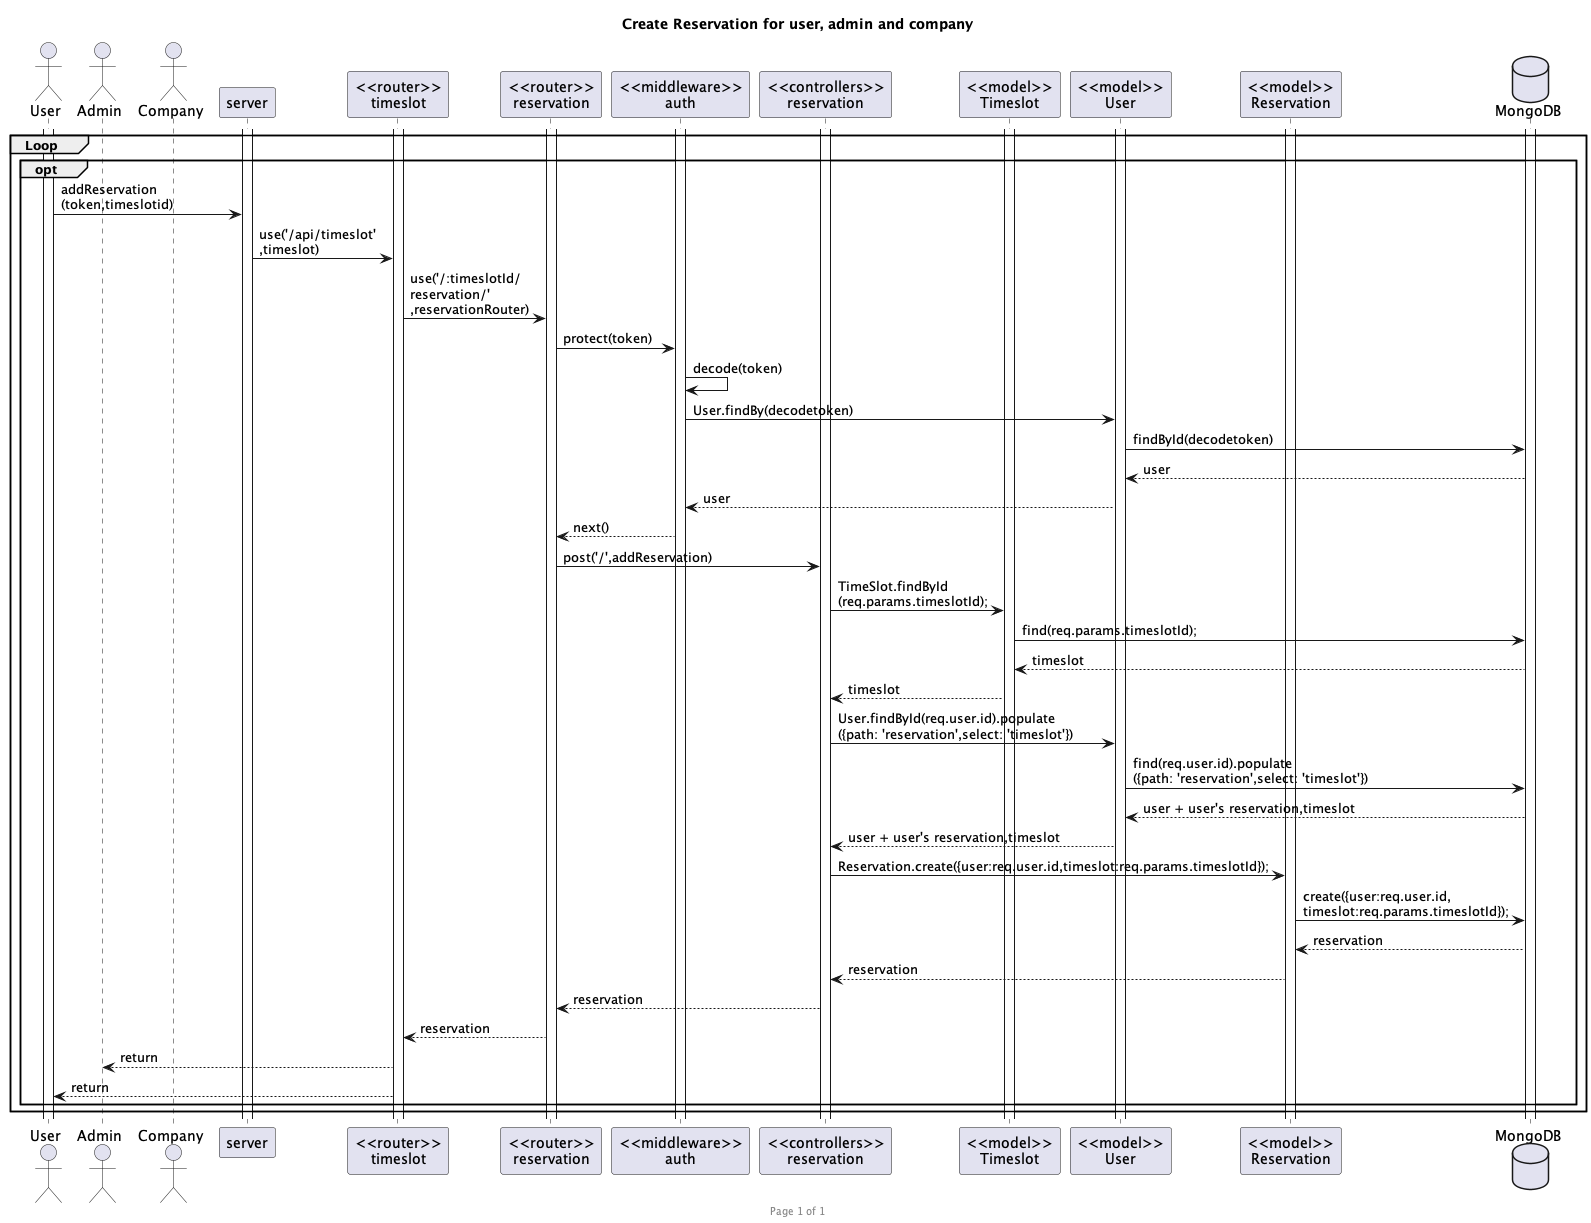 Create Reservation for user, admin and company
User
Admin
Company
server
<<router>>
timeslot
<<router>>
reservation
<<middleware>>
auth
<<controllers>>
reservation
<<model>>
Timeslot
<<model>>
User
<<model>>
Reservation
MongoDB
Loop
opt
addReservation
(token,timeslotid)
use('/api/timeslot'
,timeslot)
use('/:timeslotId/
reservation/'
,reservationRouter)
protect(token)
decode(token)
User.findBy(decodetoken)
findById(decodetoken)
user
user
next()
post('/',addReservation)
TimeSlot.findById
(req.params.timeslotId);
find(req.params.timeslotId);
timeslot
timeslot
User.findById(req.user.id).populate
({path: 'reservation',select: 'timeslot'})
find(req.user.id).populate
({path: 'reservation',select: 'timeslot'})
user + user's reservation,timeslot
user + user's reservation,timeslot
Reservation.create({user:req.user.id,timeslot:req.params.timeslotId});
create({user:req.user.id,
timeslot:req.params.timeslotId});
reservation
reservation
reservation
reservation
return
return
User
Admin
Company
server
<<router>>
timeslot
<<router>>
reservation
<<middleware>>
auth
<<controllers>>
reservation
<<model>>
Timeslot
<<model>>
User
<<model>>
Reservation
MongoDB
Page 1 of 1